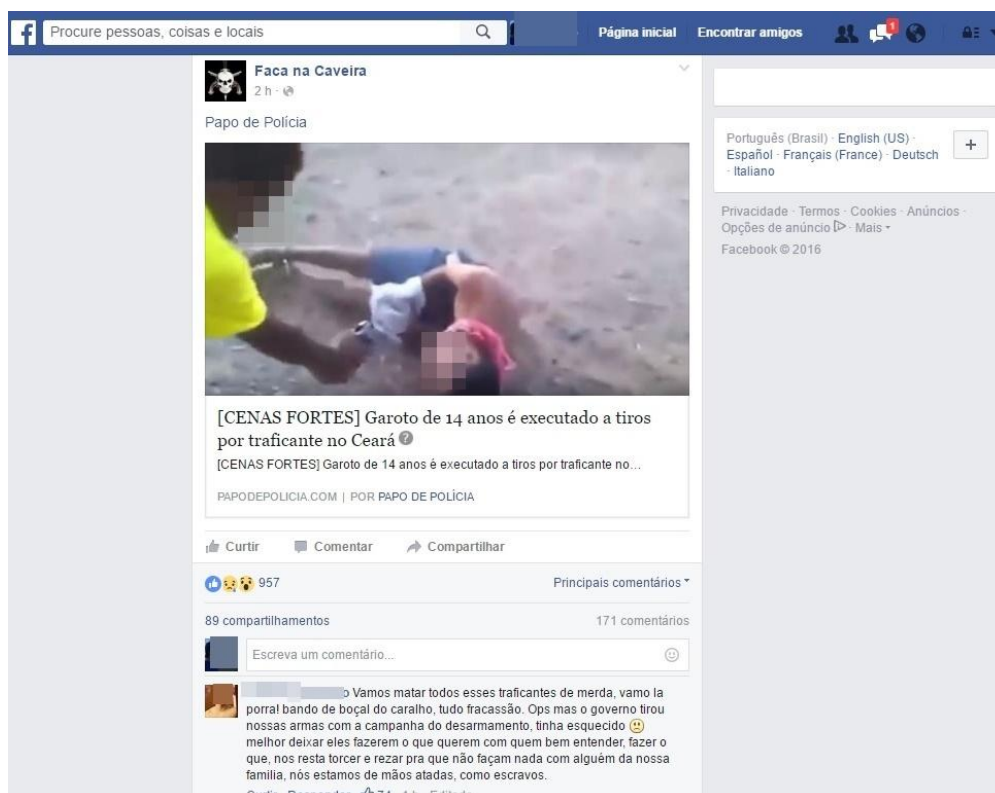 f
Procure pessoas, coisas e locais
Página inicial
Encontrar amigos
1
Faca na Caveira
2 h ·
Papo de Polícia
[CENAS FORTES] Garoto de 14 anos é executado a tiros
por traficante no Ceará
[CENAS FORTES] Garoto de 14 anos é executado a tiros por traficante no...
PAPODEPOLICIA.COM | POR PAPO DE POLÍCIA
Curtir
Comentar
Compartilhar
957
Principais comentários
89 compartilhamentos
171 comentários
Escreva um comentário...
o Vamos matar todos esses traficantes de merda, vamo la
porra! bando de boçal do caralho, tudo fracassão. Ops mas o governo tirou
nossas armas com a campanha do desarmamento, tinha esquecido
melhor deixar eles fazerem o que querem com quem bem entender, fazer o
que, nos resta torcer e rezar pra que não façam nada com alguém da nossa
familia, nós estamos de mãos atadas, como escravos.
Português (Brasil) · English (US) ·
Español · Français (France) · Deutsch
· Italiano
+
Privacidade · Termos · Cookies · Anúncios ·
Opções de anúncio · Mais
Facebook © 2016